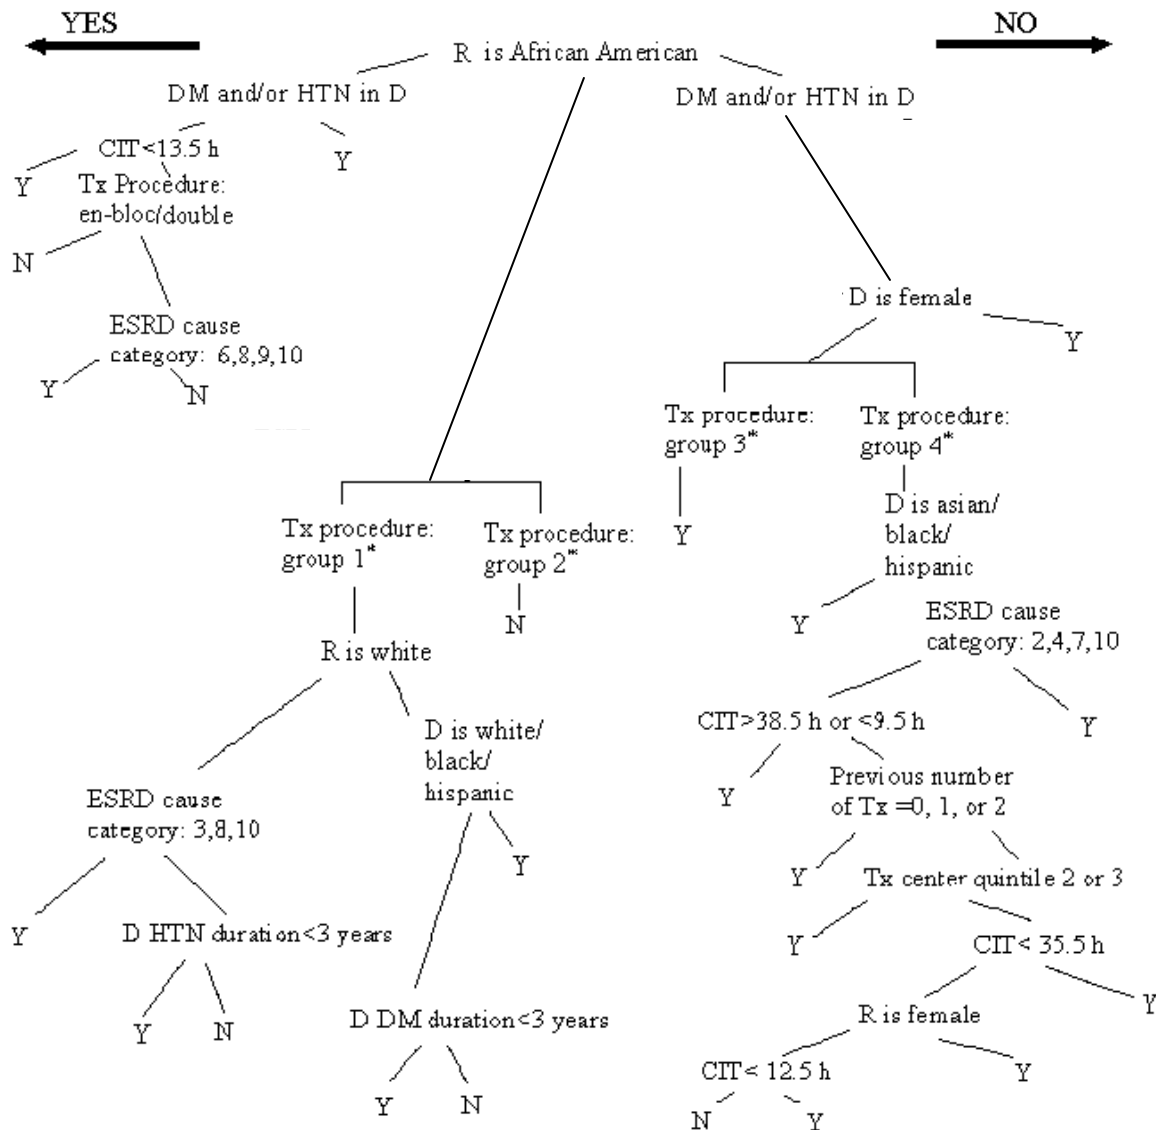 YES
NO
R is African American
DM and/or HTN in D
DM and/or HTN in D
CIT<13.5 h
Y
Y
Tx Procedure:
en-bloc/double
N
D is female
Y
ESRD cause
category: 6,8,9,10
Y
N
Tx procedure:
group 3*
Tx procedure:
group 4*
Y
D is asian/
black/
hispanic
Y
Tx procedure:
group 1*
Tx procedure:
group 2*
N
ESRD cause
category: 2,4,7,10
R is white
CIT>38.5 h or <9.5 h
Y
D is white/
black/
hispanic
Y
Previous number
of Tx =0, 1, or 2
Y
ESRD cause
category: 3,8,10
Y
Tx center quintile 2 or 3
Y
Y
D HTN duration<3 years
CIT< 35.5 h
Y
Y
N
D DM duration<3 years
R is female
Y
CIT< 12.5 h
Y
N
N
Y